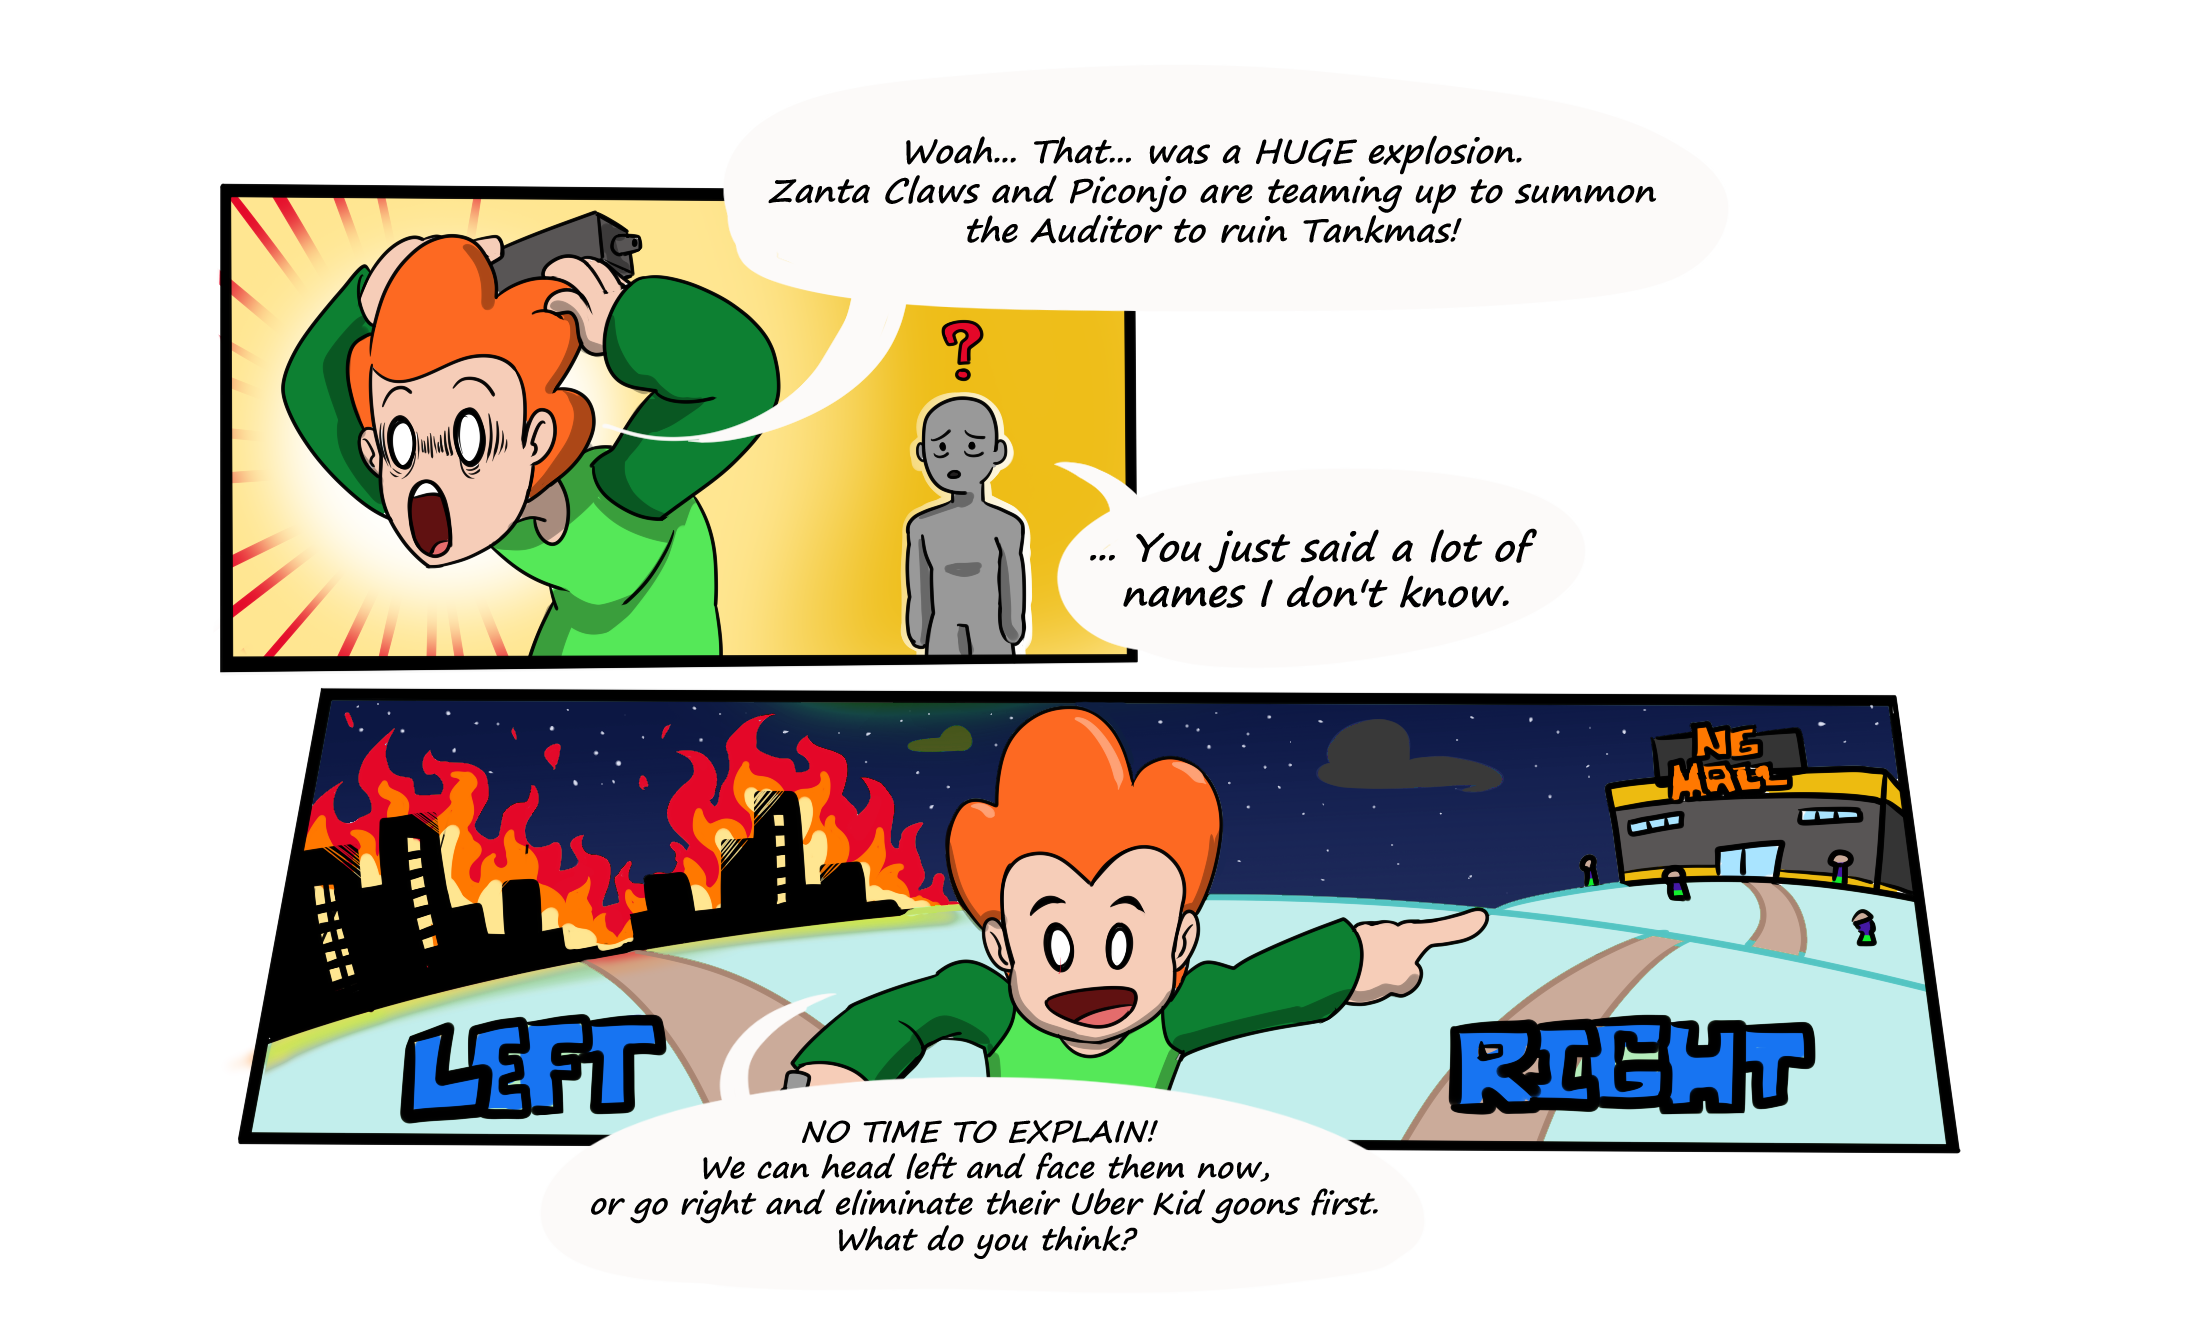 Woah... That... was a HUGE explosion.
Zanta Claws and Piconjo are teaming up to summon
the Auditor to ruin Tankmas!
?
... You just said a lot of
names I don't know.
NG
MALL
LEFT
RIGHT
NO TIME TO EXPLAIN!
We can head left and face them now,
or go right and eliminate their Uber Kid goons first.
What do you think?